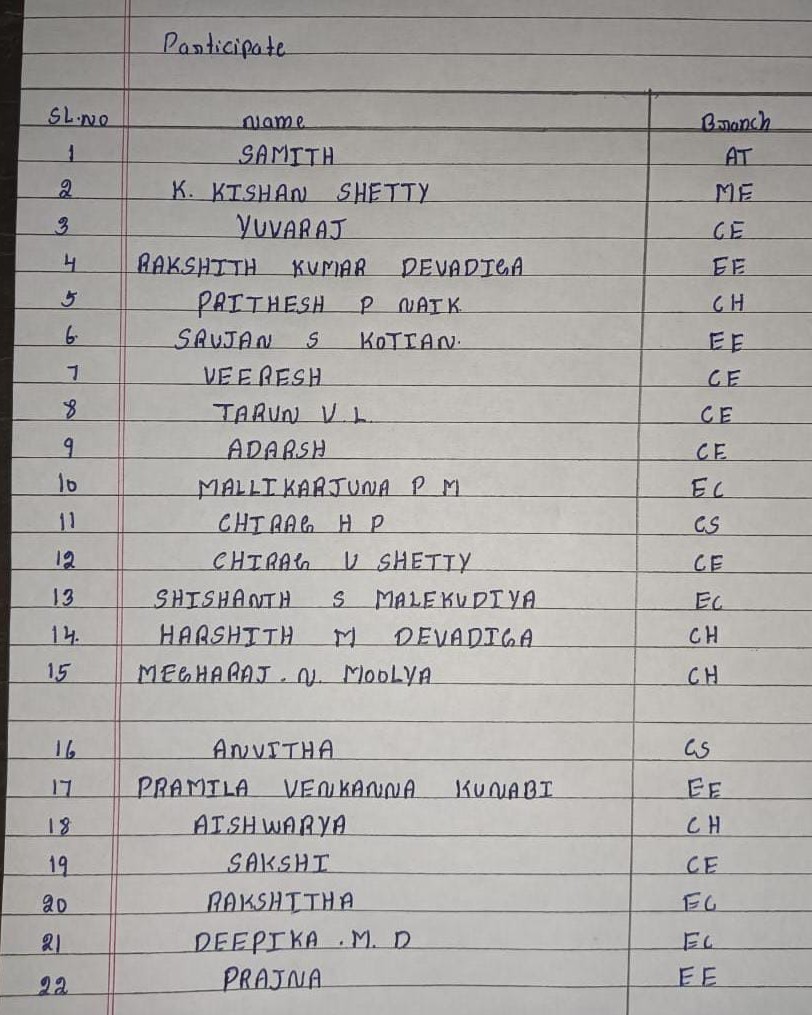 Participate
SL.NO Name Branch
1 SAMITH AT
2 K. KISHAN SHETTY ME
3 YUVARAJ CE
4 RAKSHITH KUMAR DEVADIGA EE
5 PRITHESH P NAIK CH
6. SRUJAN S KOTIAN. EE
7 VEERESH CE
8 TARUN V L CE
9 ADARSH CE
10 MALLIKARJUNA P M EC
11 CHIRAG H P CS
12 CHIRAG V SHETTY CE
13 SHISHANTH S MALEKUDIYA EC
14. HARSHITH M DEVADIGA CH
15 MEGHARAJ . N. MOOLYA CH
16 ANVITHA CS
17 PRAMILA VENKANNA KUNABI EE
18 AISHWARYA CH
19 SAKSHI CE
20 RAKSHITHA EC
21 DEEPIKA . M. D EC
22 PRAJNA EE